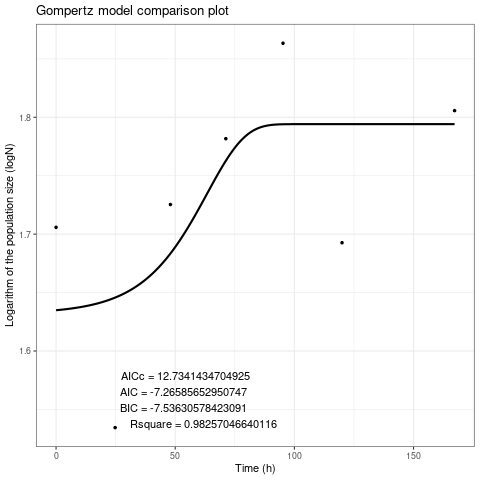 Gompertz model comparison plot
Logarithm of the population size (logN)
1.8
1.7
1.6
AICc = 12.7341434704925
AIC = -7.26585652950747
BIC = -7.53630578423091
Rsquare = 0.98257046640116
0 50 100 150
Time (h)